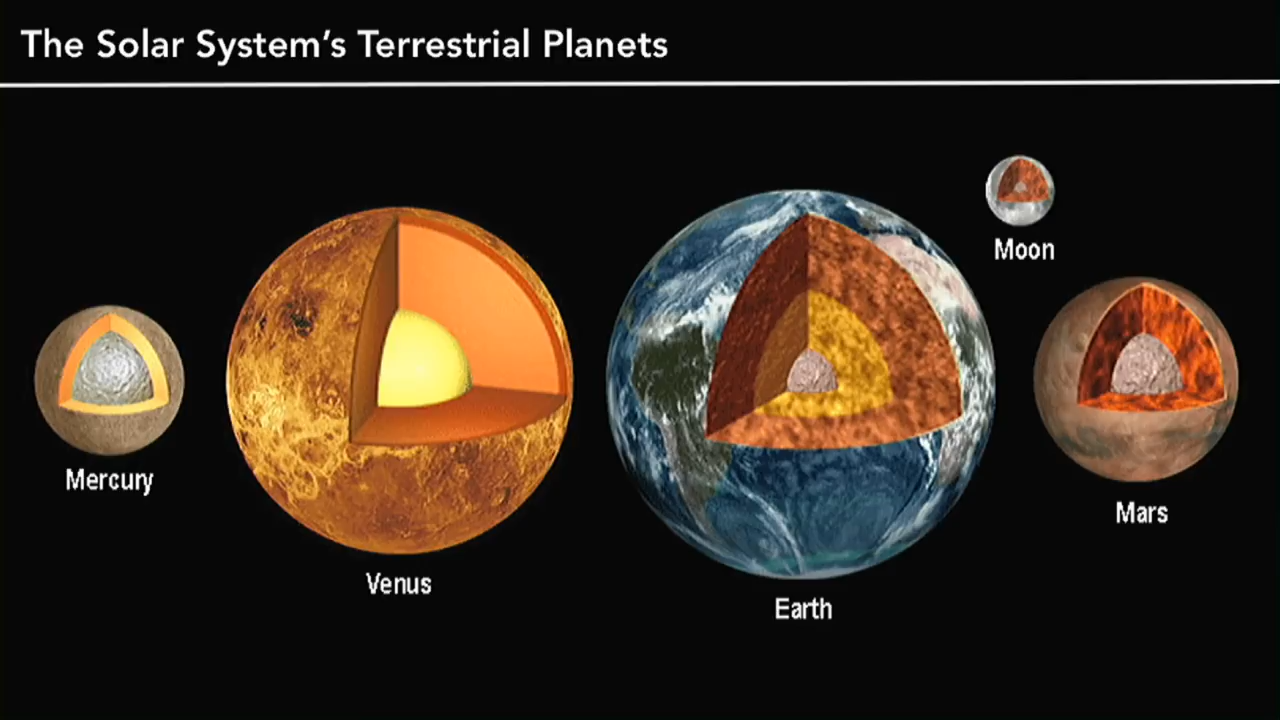 The Solar System's Terrestrial Planets
Moon
Mercury
Mars
Venus
Earth